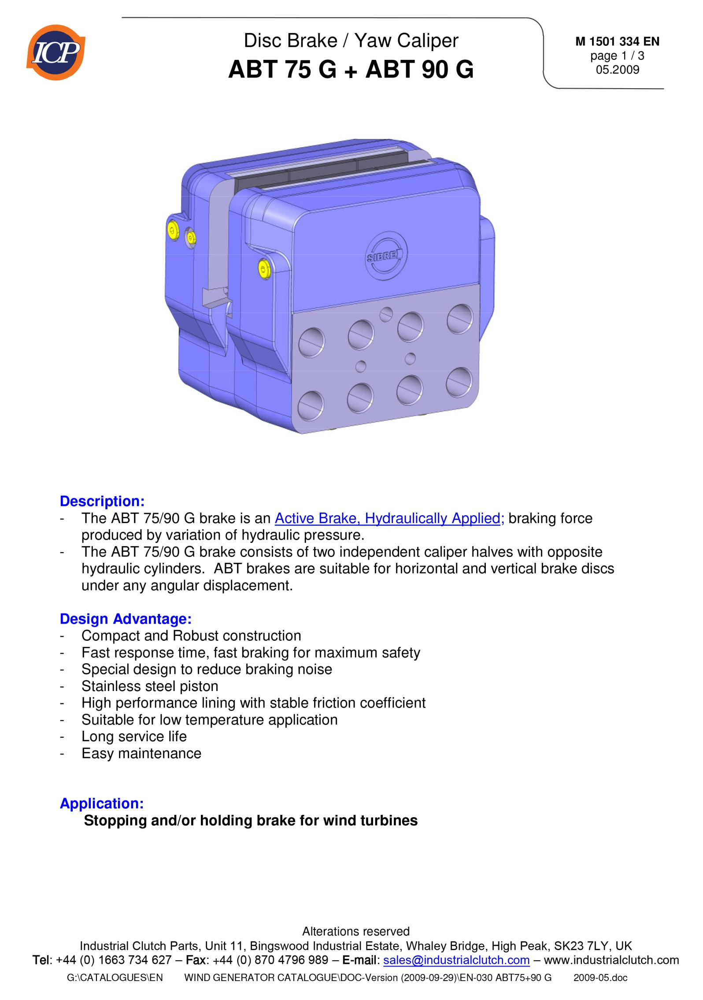 ICP
Disc Brake / Yaw Caliper
ABT 75 G + ABT 90 G
M 1501 334 EN
page 1 / 3
05.2009
SIBRE
Description:
- The ABT 75/90 G brake is an Active Brake, Hydraulically Applied; braking force
produced by variation of hydraulic pressure.
- The ABT 75/90 G brake consists of two independent caliper halves with opposite
hydraulic cylinders.  ABT brakes are suitable for horizontal and vertical brake discs
under any angular displacement.
Design Advantage:
- Compact and Robust construction
- Fast response time, fast braking for maximum safety
- Special design to reduce braking noise
- Stainless steel piston
- High performance lining with stable friction coefficient
- Suitable for low temperature application
- Long service life
- Easy maintenance
Application:
Stopping and/or holding brake for wind turbines
Alterations reserved
Industrial Clutch Parts, Unit 11, Bingswood Industrial Estate, Whaley Bridge, High Peak, SK23 7LY, UK
Tel: +44 (0) 1663 734 627 – Fax: +44 (0) 870 4796 989 – E-mail: sales@industrialclutch.com – www.industrialclutch.com
G:\CATALOGUES\EN WIND GENERATOR CATALOGUE\DOC-Version (2009-09-29)\EN-030 ABT75+90 G 2009-05.doc